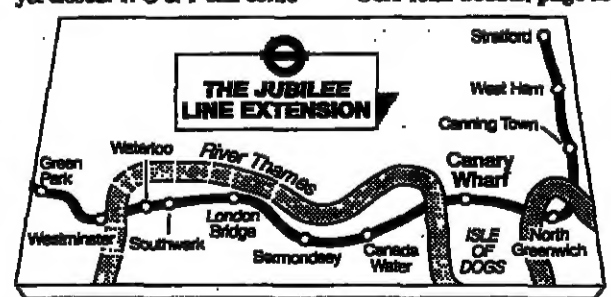 THE JUBILEE
LINE EXTENSION
Stratford
West Ham
Canning Town
Canary
Wharf
River Thames
Waterloo
Green
Park
Westminster
Southwark
London
Bridge
Bermondsey
Canada
Water
ISLE
OF
DOGS
North
Greenwich